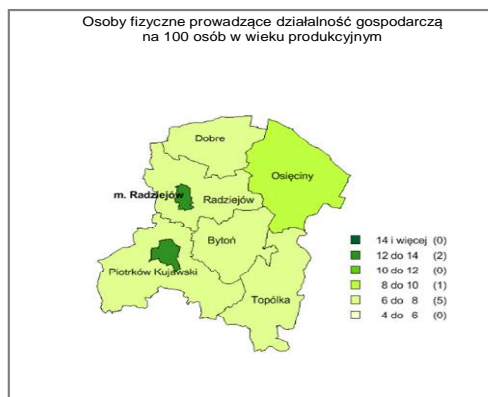 Osoby fizyczne prowadzące działalność gospodarczą
na 100 osób w wieku produkcyjnym
Dobre
Osięciny
m. Radziejów
Radziejów
Bytoń
Piotrków Kujawski
Topólka
14 i więcej (0)
12 do 14 (2)
10 do 12 (0)
8 do 10 (1)
6 do 8 (5)
4 do 6 (0)